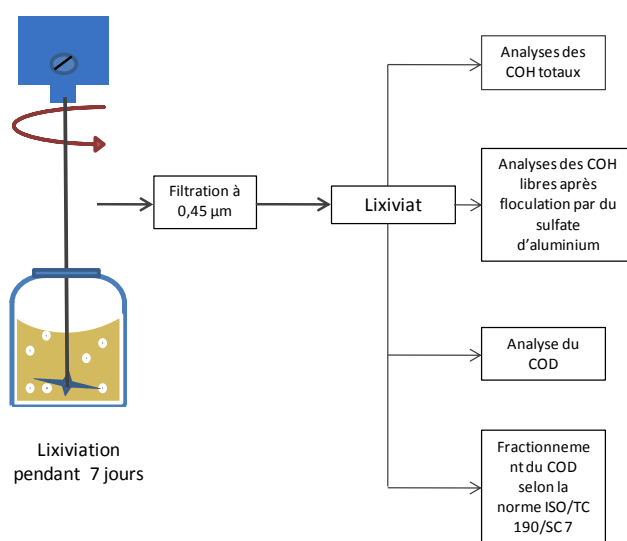 Lixiviation
pendant 7 jours
Filtration à
0,45 µm
Lixiviat
Analyses des
COH totaux
Analyses des COH
libres après
floculation par du
sulfate
d'aluminium
Analyse du
COD
Fractionneme
nt du COD
selon la
norme ISO/TC
190/SC 7